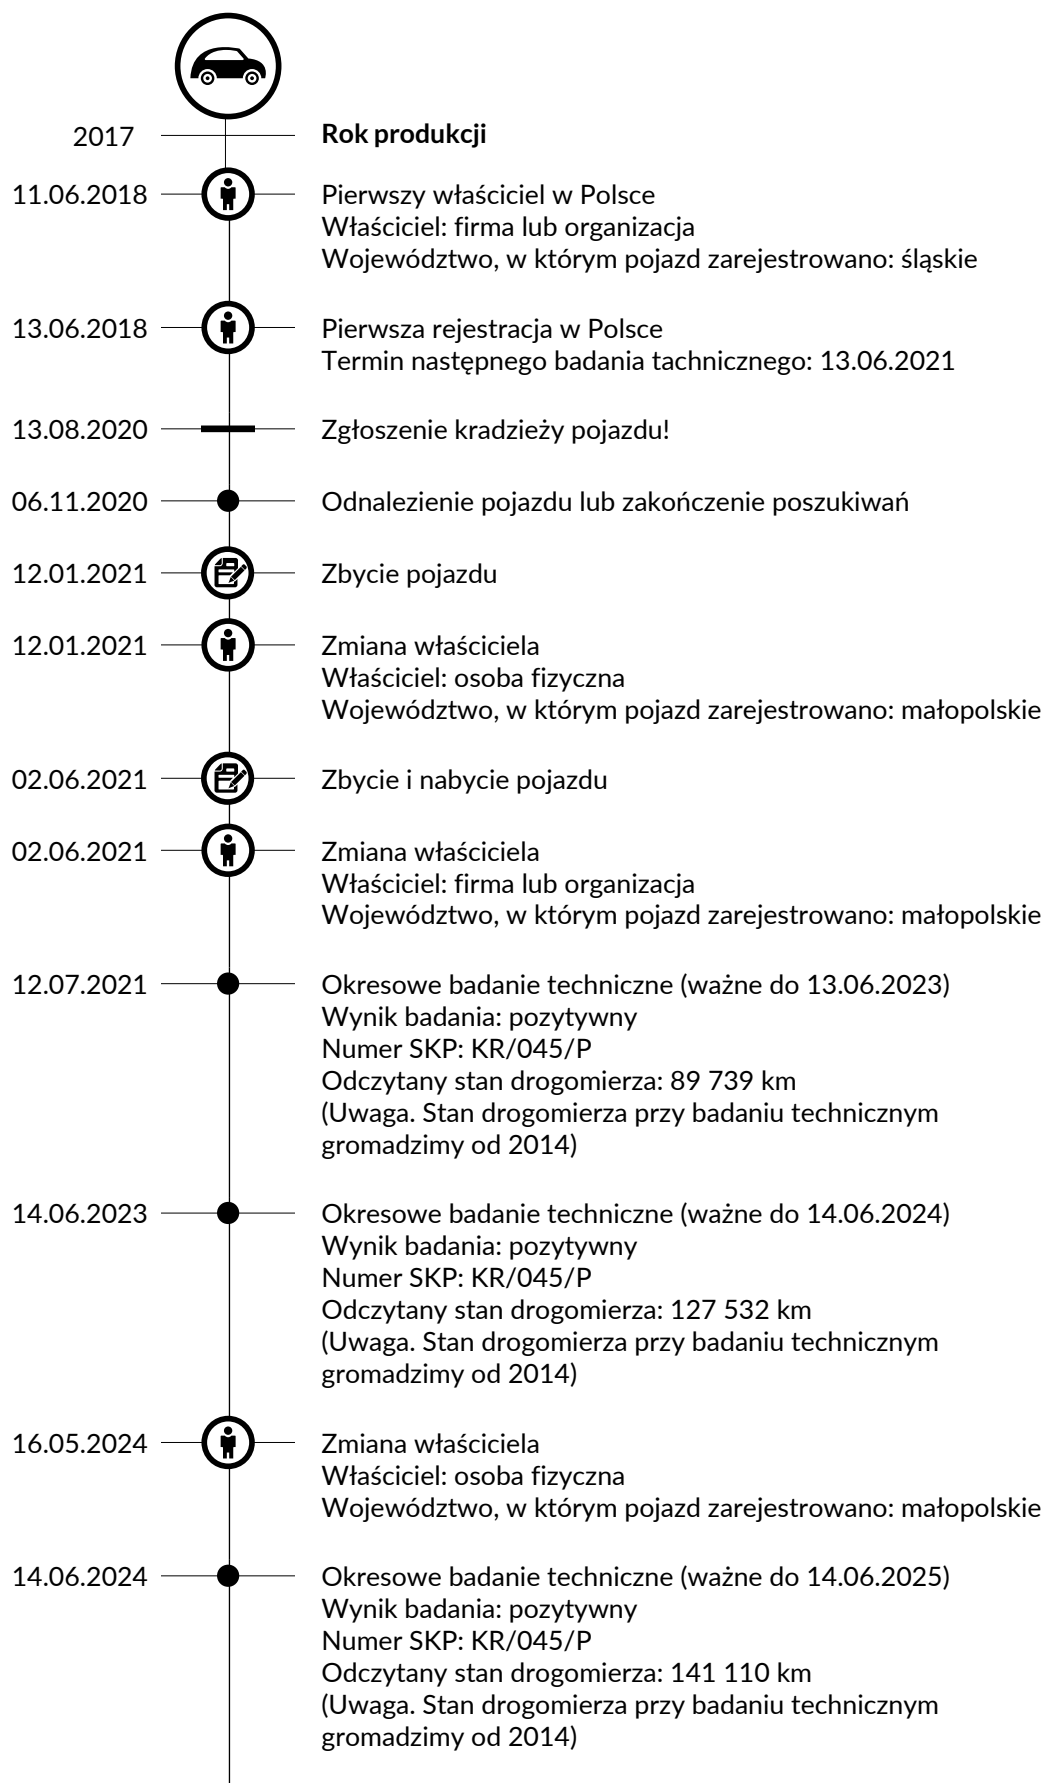 2017 Rok produkcji
11.06.2018 Pierwszy właściciel w Polsce
Właściciel: firma lub organizacja
Województwo, w którym pojazd zarejestrowano: śląskie
13.06.2018 Pierwsza rejestracja w Polsce
Termin następnego badania tachnicznego: 13.06.2021
13.08.2020 Zgłoszenie kradzieży pojazdu!
06.11.2020 Odnalezienie pojazdu lub zakończenie poszukiwań
12.01.2021 Zbycie pojazdu
12.01.2021 Zmiana właściciela
Właściciel: osoba fizyczna
Województwo, w którym pojazd zarejestrowano: małopolskie
02.06.2021 Zbycie i nabycie pojazdu
02.06.2021 Zmiana właściciela
Właściciel: firma lub organizacja
Województwo, w którym pojazd zarejestrowano: małopolskie
12.07.2021 Okresowe badanie techniczne (ważne do 13.06.2023)
Wynik badania: pozytywny
Numer SKP: KR/045/P
Odczytany stan drogomierza: 89 739 km
(Uwaga. Stan drogomierza przy badaniu technicznym
gromadzimy od 2014)
14.06.2023 Okresowe badanie techniczne (ważne do 14.06.2024)
Wynik badania: pozytywny
Numer SKP: KR/045/P
Odczytany stan drogomierza: 127 532 km
(Uwaga. Stan drogomierza przy badaniu technicznym
gromadzimy od 2014)
16.05.2024 Zmiana właściciela
Właściciel: osoba fizyczna
Województwo, w którym pojazd zarejestrowano: małopolskie
14.06.2024 Okresowe badanie techniczne (ważne do 14.06.2025)
Wynik badania: pozytywny
Numer SKP: KR/045/P
Odczytany stan drogomierza: 141 110 km
(Uwaga. Stan drogomierza przy badaniu technicznym
gromadzimy od 2014)